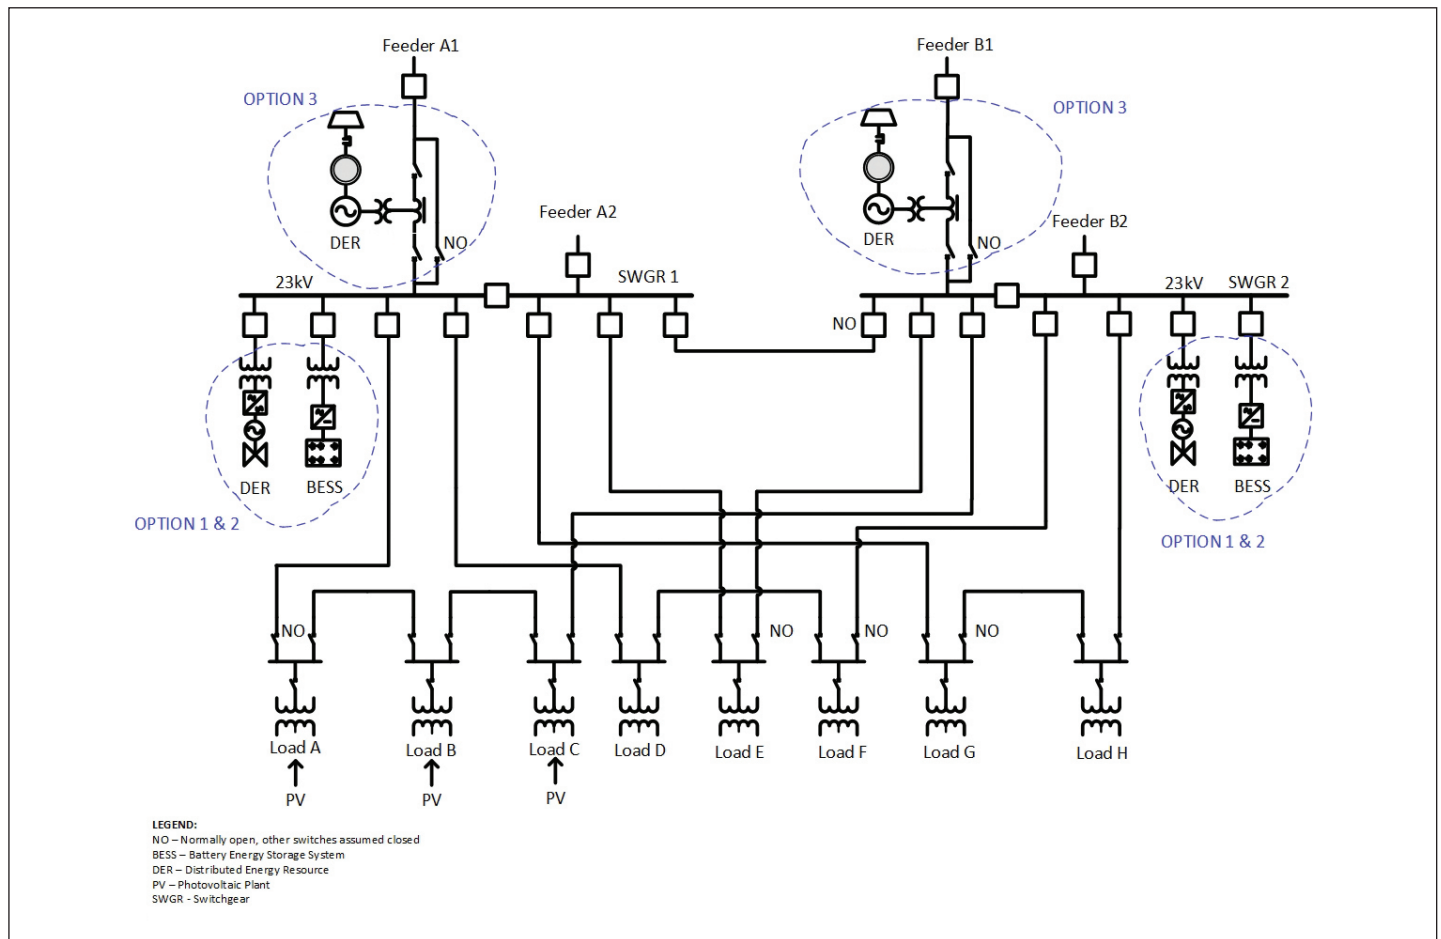 Feeder A1
Feeder B1
OPTION 3
OPTION 3
Feeder A2
Feeder B2
DER
NO
DER
NO
23kV
SWGR 1
23kV
SWGR 2
NO
DER
BESS
DER
BESS
OPTION 1 & 2
OPTION 1 & 2
NO
NO
NO
NO
Load A
Load B
Load C
Load D
Load E
Load F
Load G
Load H
PV
PV
PV
LEGEND:
NO – Normally open, other switches assumed closed
BESS – Battery Energy Storage System
DER – Distributed Energy Resource
PV – Photovoltaic Plant
SWGR - Switchgear